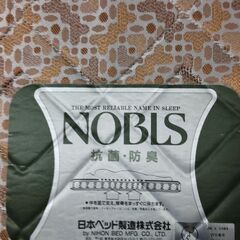 THE MOST RELIABLE NAME IN SLEEP
NOBLS
抗菌・防臭
日本ベッド製造株式会社
by NIHON BED MFG. CO., LTD.